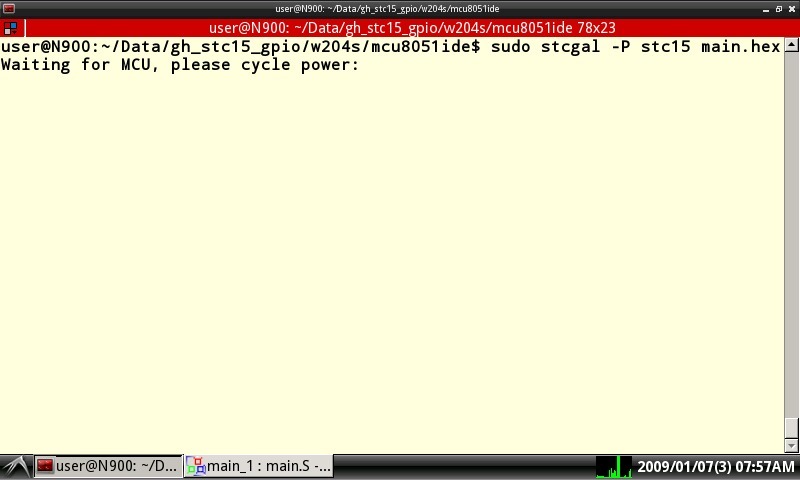 user@N900: ~/Data/gh_stc15_gpio/w204s/mcu8051ide
user@N900: ~/Data/gh_stc15_gpio/w204s/mcu8051ide 78x23
user@N900:~/Data/gh_stc15_gpio/w204s/mcu8051ide$ sudo stcgal -P stc15 main.hex
Waiting for MCU, please cycle power:
user@N900: ~/D... main_1 : main.S -... 2009/01/07(3) 07:57AM